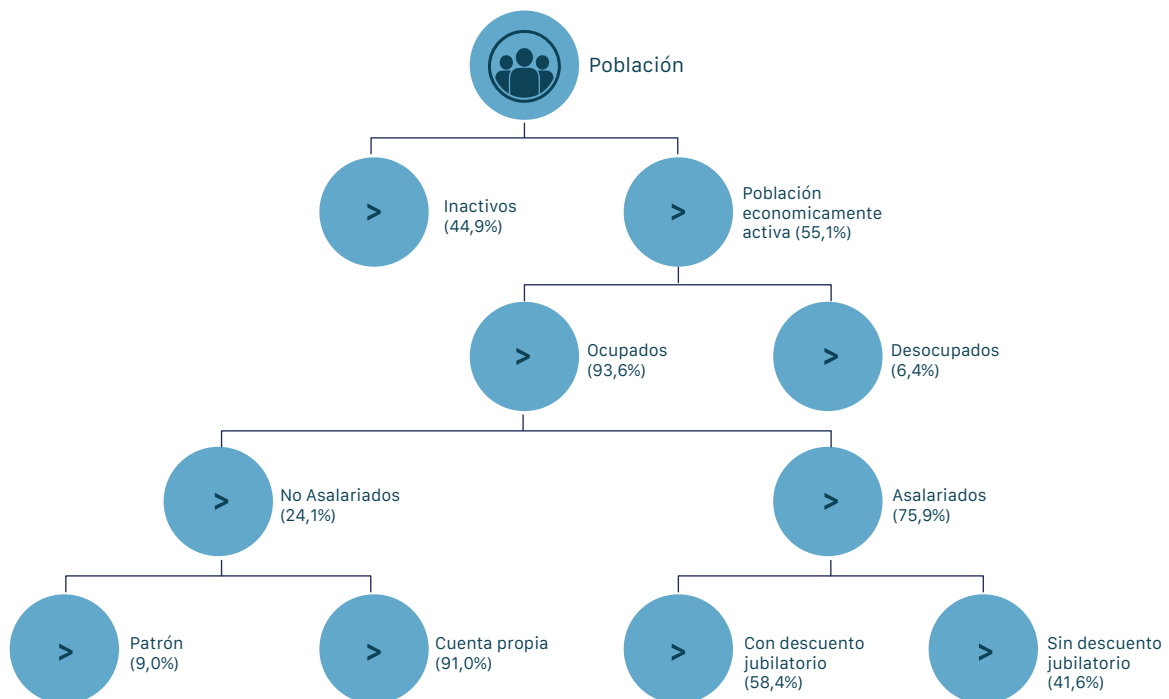 Población
Inactivos
(44,9%)
Población
economicamente
activa (55,1%)
Ocupados
(93,6%)
Desocupados
(6,4%)
No Asalariados
(24,1%)
Asalariados
(75,9%)
Patrón
(9,0%)
Cuenta propia
(91,0%)
Con descuento
jubilatorio
(58,4%)
Sin descuento
jubilatorio
(41,6%)